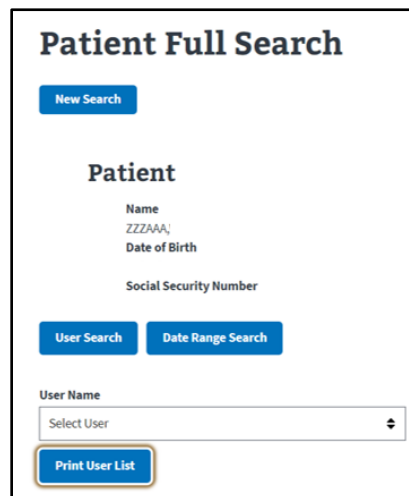 Patient Full Search
New Search
Patient
Name
ZZZAAA,'
Date of Birth
Social Security Number
User Search Date Range Search
User Name
Select User
Print User List